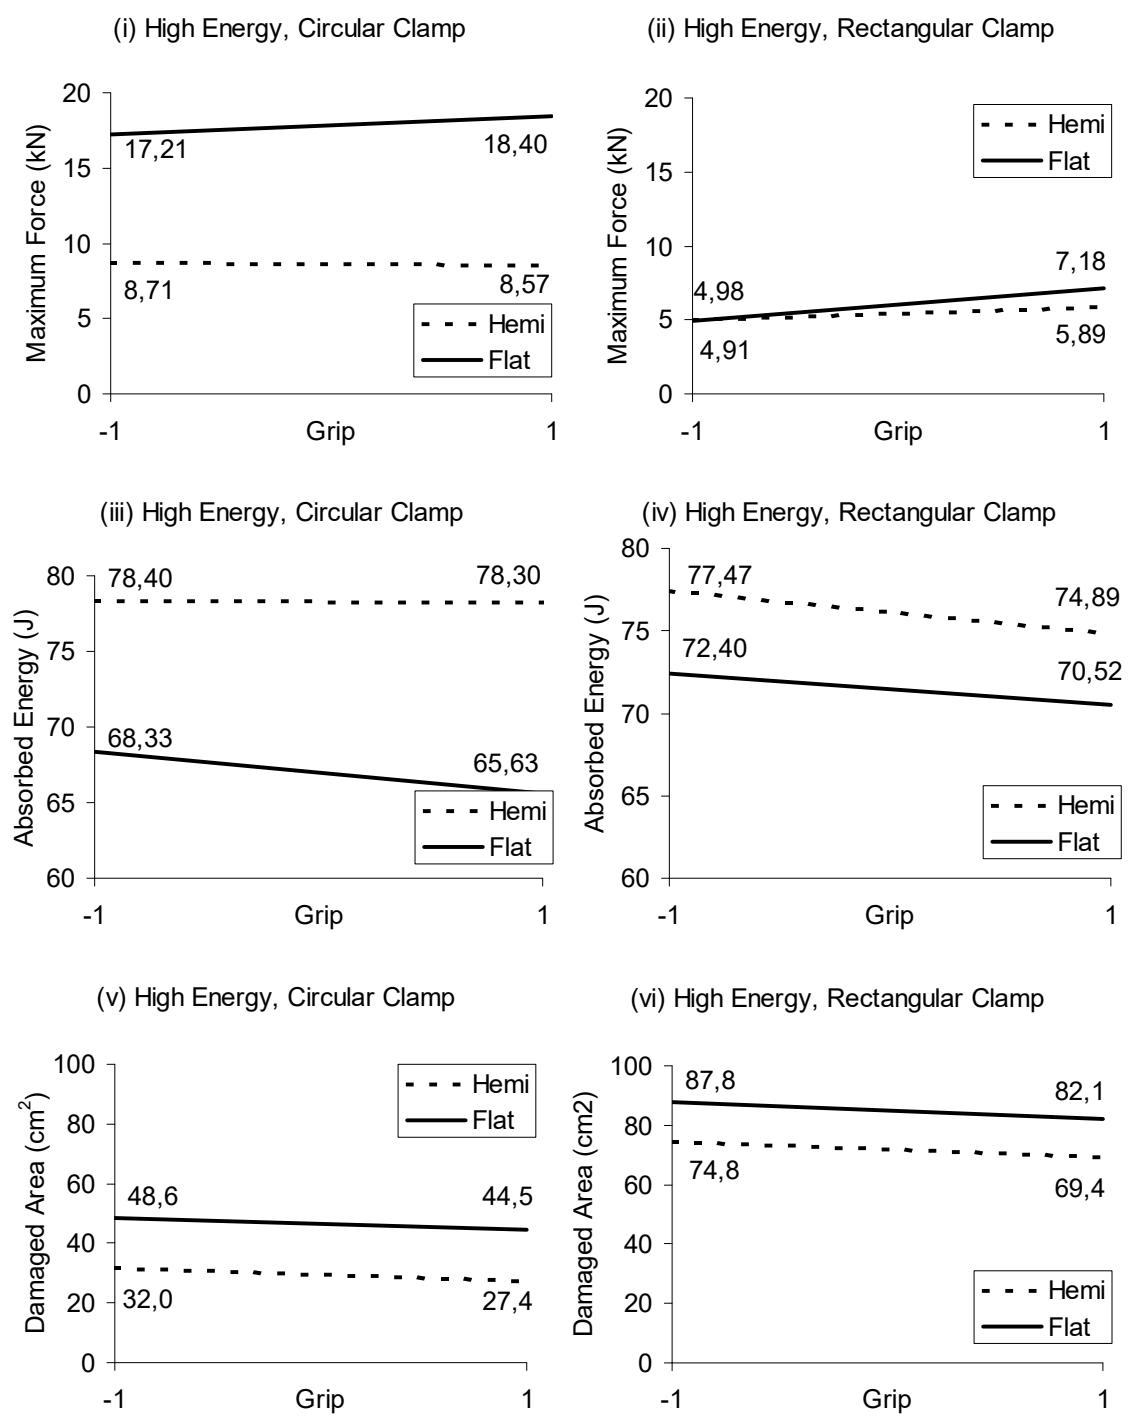 (i) High Energy, Circular Clamp
20
15
10
5
0
Maximum Force (kN)
17,21
18,40
8,71
8,57
Hemi
Flat
-1
Grip
1
(ii) High Energy, Rectangular Clamp
20
15
10
5
0
Maximum Force (kN)
Hemi
Flat
4,98
7,18
4,91
5,89
-1
Grip
1
(iii) High Energy, Circular Clamp
80
75
70
65
60
Absorbed Energy (J)
78,40
78,30
68,33
65,63
Hemi
Flat
-1
Grip
1
(iv) High Energy, Rectangular Clamp
80
75
70
65
60
Absorbed Energy (J)
77,47
74,89
72,40
70,52
Hemi
Flat
-1
Grip
1
(v) High Energy, Circular Clamp
100
80
60
40
20
0
Damaged Area (cm²)
Hemi
Flat
48,6
44,5
32,0
27,4
-1
Grip
1
(vi) High Energy, Rectangular Clamp
100
80
60
40
20
0
Damaged Area (cm2)
87,8
82,1
74,8
69,4
Hemi
Flat
-1
Grip
1